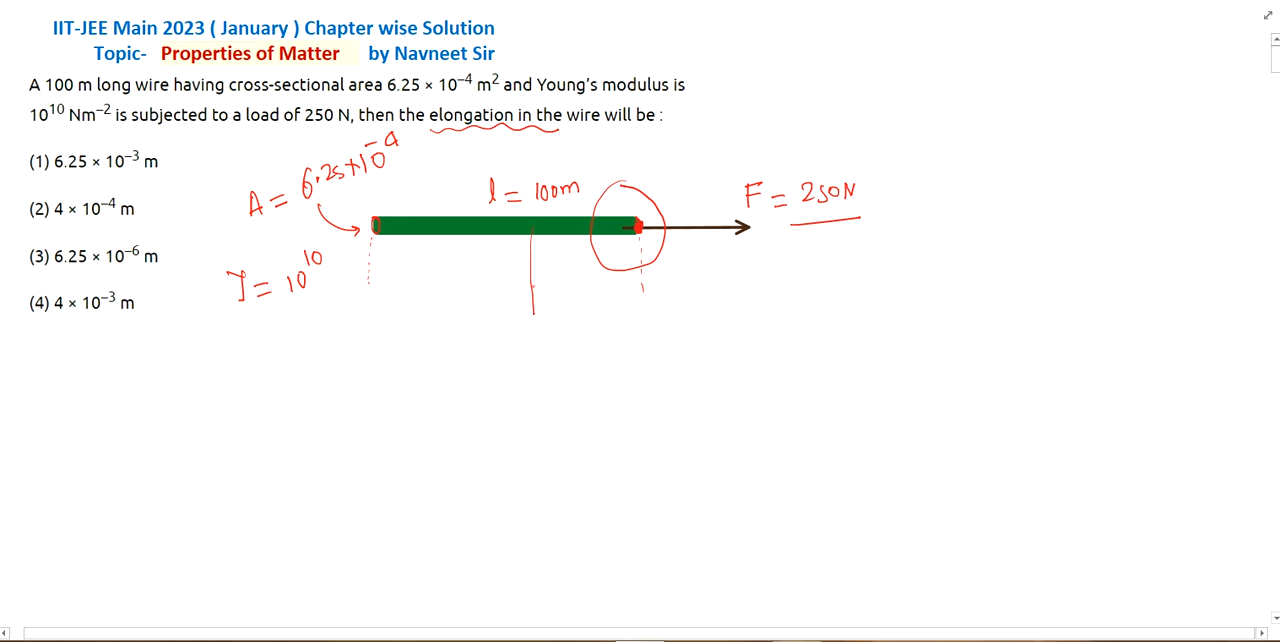 IIT-JEE Main 2023 ( January ) Chapter wise Solution
Topic- Properties of Matter by Navneet Sir
A 100 m long wire having cross-sectional area 6.25 × 10⁻⁴ m² and Young's modulus is
10¹⁰ Nm⁻² is subjected to a load of 250 N, then the elongation in the wire will be :
(1) 6.25 × 10⁻³ m
(2) 4 × 10⁻⁴ m
(3) 6.25 × 10⁻⁶ m
(4) 4 × 10⁻³ m
A = 6.25×10⁻⁴
l = 100m
F = 250N
Y = 10¹⁰